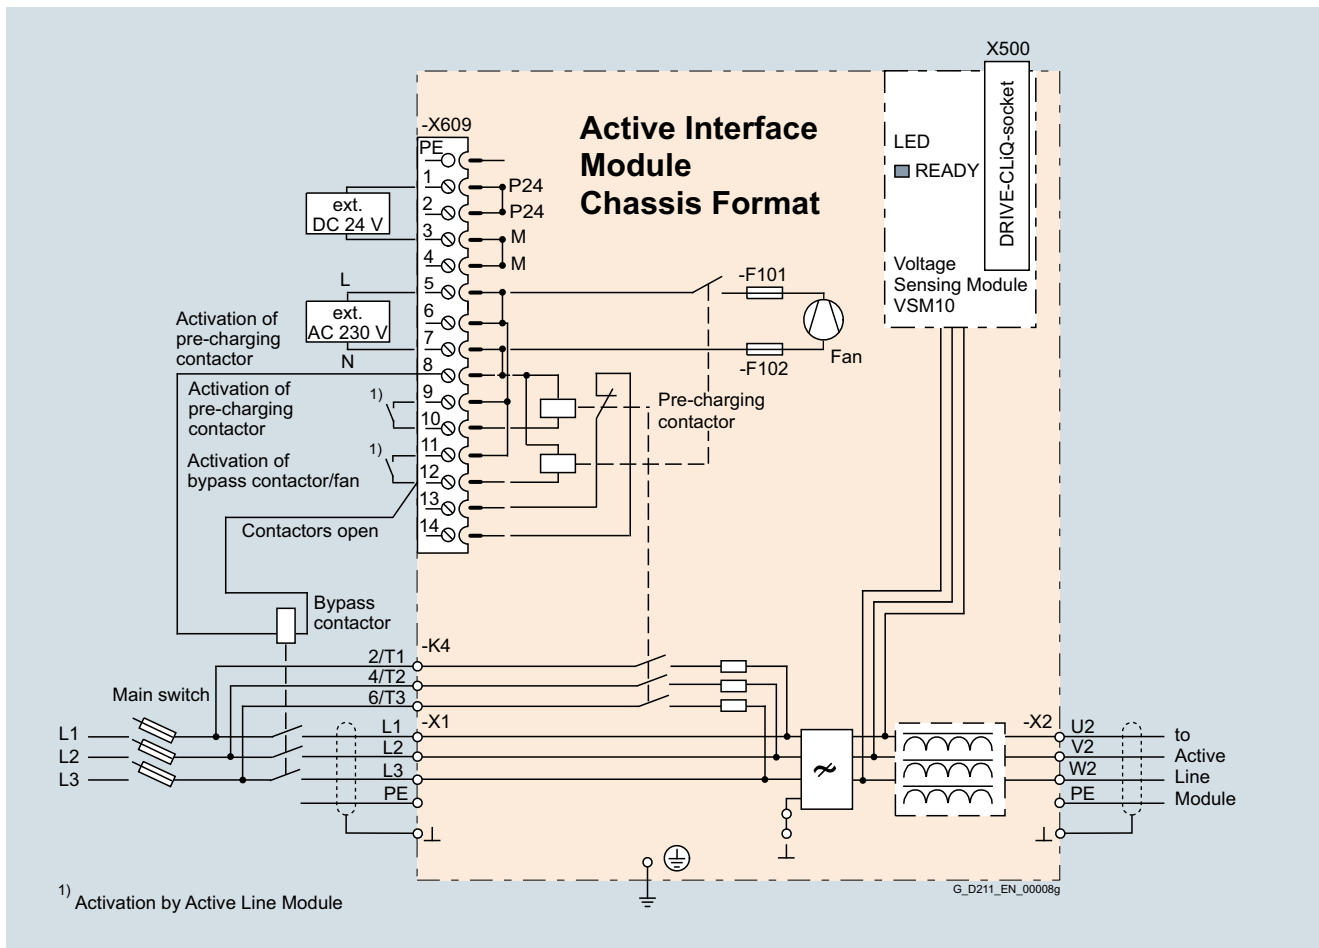 X500
-X609
Active Interface
Module
Chassis Format
LED
READY
DRIVE-CLiQ-socket
Voltage
Sensing Module
VSM10
PE
1
2
3
4
5
6
7
8
9
10
11
12
13
14
P24
P24
M
M
ext.
DC 24 V
L
ext.
AC 230 V
N
-F101
-F102
Fan
Activation of
pre-charging
contactor
Activation of
pre-charging
contactor
1)
Activation of
bypass contactor/fan
1)
Contactors open
Pre-charging
contactor
Bypass
contactor
-K4
2/T1
4/T2
6/T3
Main switch
L1
L2
L3
-X1
L1
L2
L3
PE
≁
-X2
U2
V2
W2
PE
to
Active
Line
Module
G_D211_EN_00008g
1) Activation by Active Line Module